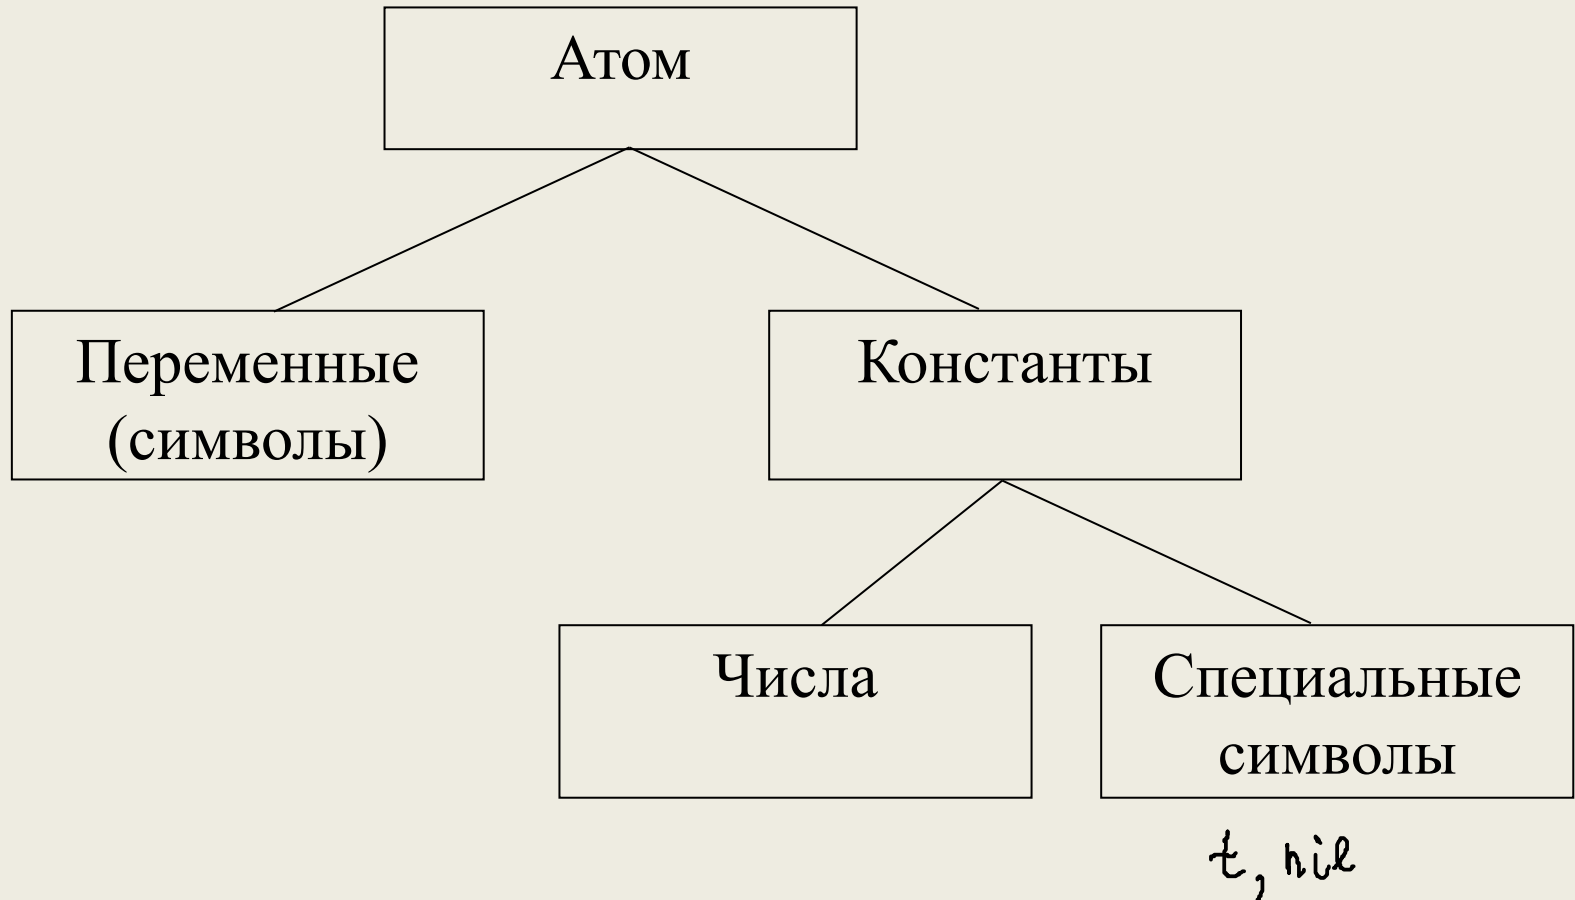 Атом
Переменные
(символы)
Константы
Числа
Специальные
символы
t, nil